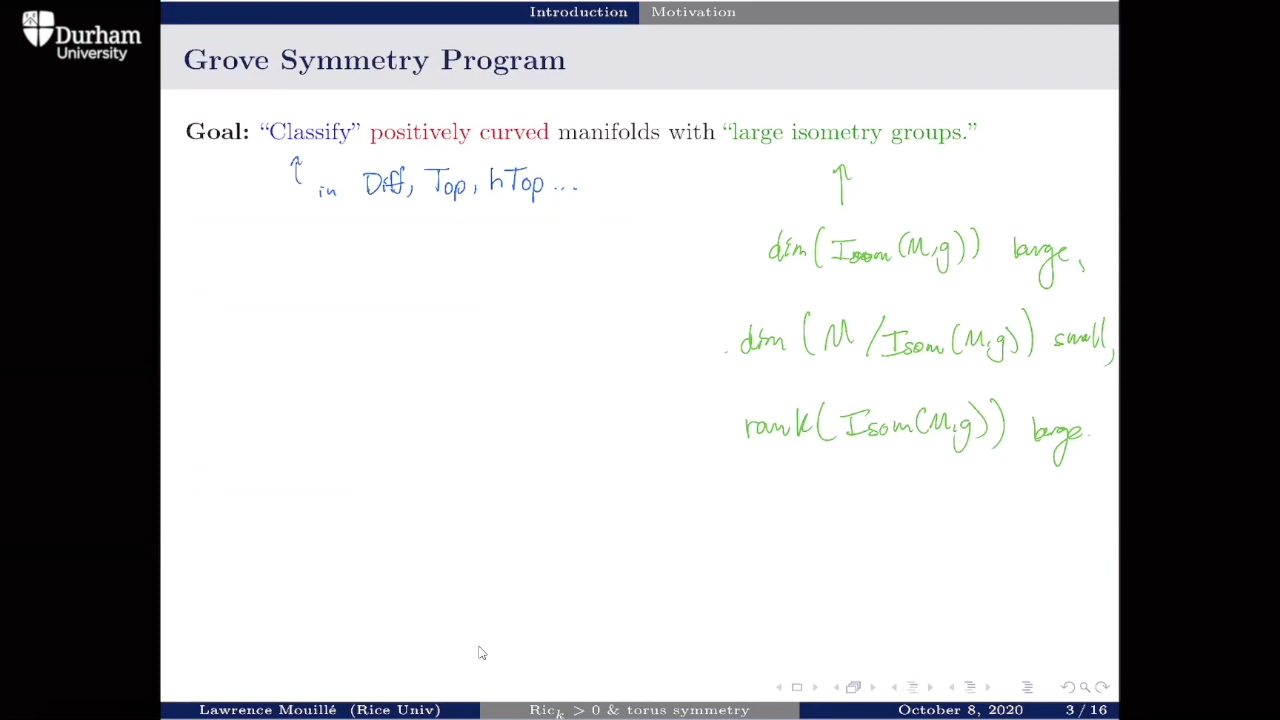 Durham University
Introduction Motivation
Grove Symmetry Program
Goal: “Classify” positively curved manifolds with “large isometry groups.”
in Diff, Top, hTop ...
dim(Isom(M,g)) large,
dim(M/Isom(M,g)) small,
rank(Isom(M,g)) large.
Lawrence Mouillé (Rice Univ) Ricₖ > 0 & torus symmetry October 8, 2020 3 / 16